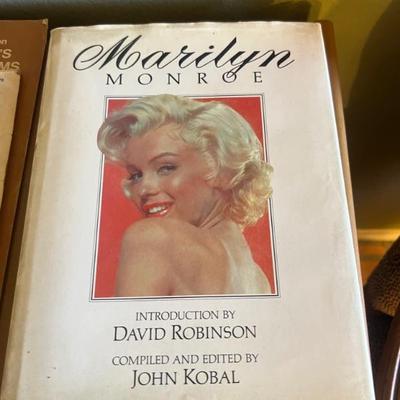 Marilyn
MONROE
INTRODUCTION BY
DAVID ROBINSON
COMPILED AND EDITED BY
JOHN KOBAL